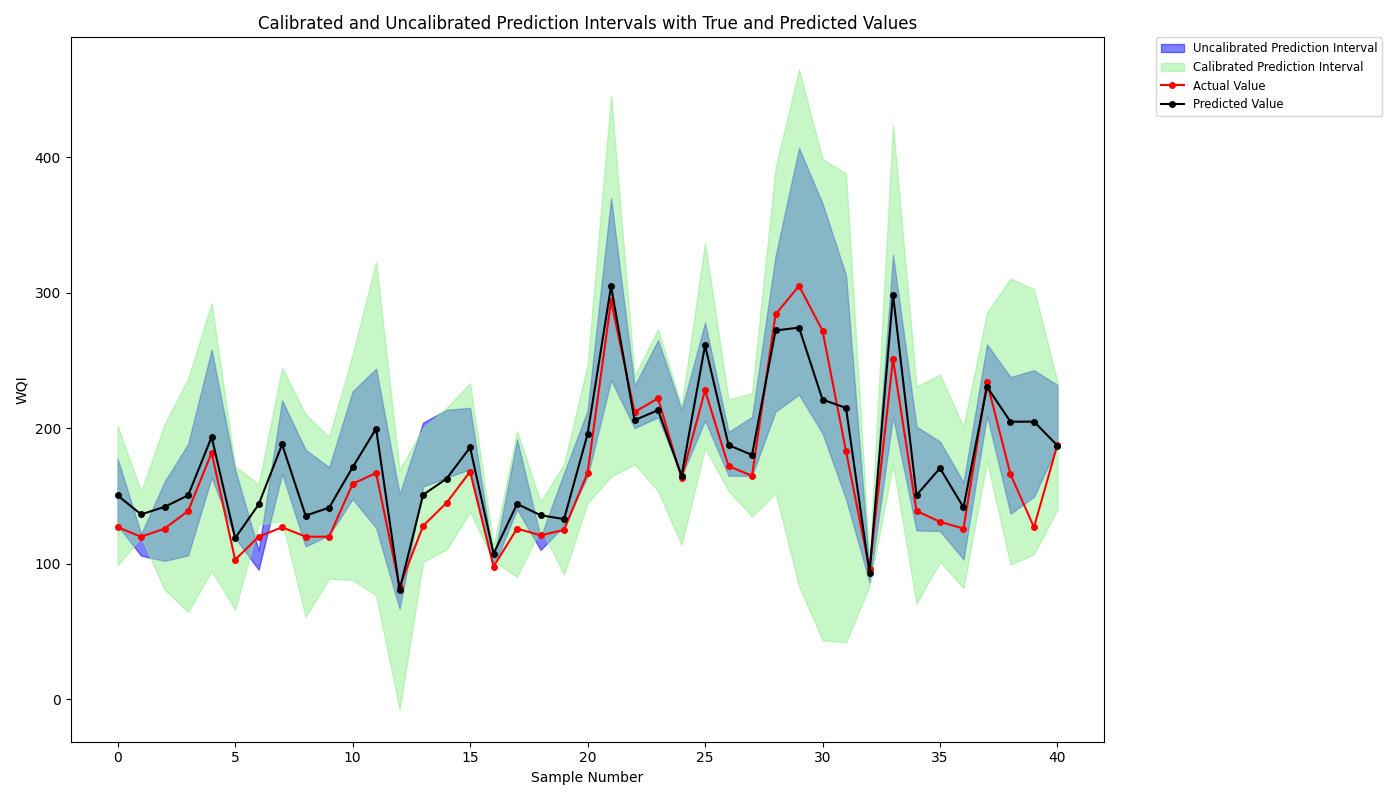 Calibrated and Uncalibrated Prediction Intervals with True and Predicted Values
Uncalibrated Prediction Interval
Calibrated Prediction Interval
Actual Value
Predicted Value
WQI
400
300
200
100
0
0 5 10 15 20 25 30 35 40
Sample Number